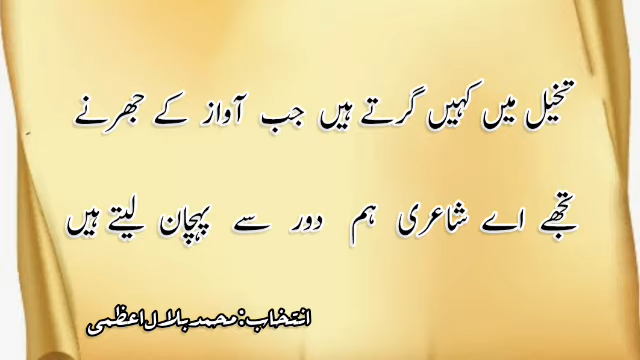 تخیل میں کہیں گرتے ہیں جب آواز کے جھرنے
تجھے اے شاعری ہم دور سے پہچان لیتے ہیں
انتخاب: محمد بلال اعظمی